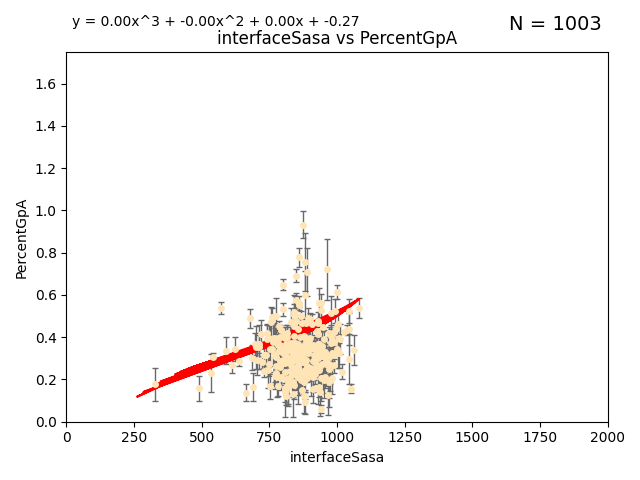 y = 0.00x^3 + -0.00x^2 + 0.00x + -0.27
N = 1003
interfaceSasa vs PercentGpA
1.6
1.4
1.2
1.0
0.8
0.6
0.4
0.2
0.0
PercentGpA
0 250 500 750 1000 1250 1500 1750 2000
interfaceSasa